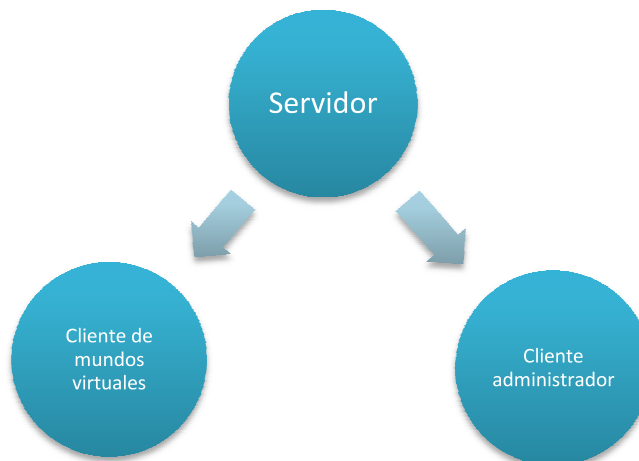 Servidor
Cliente de
mundos
virtuales
Cliente
administrador